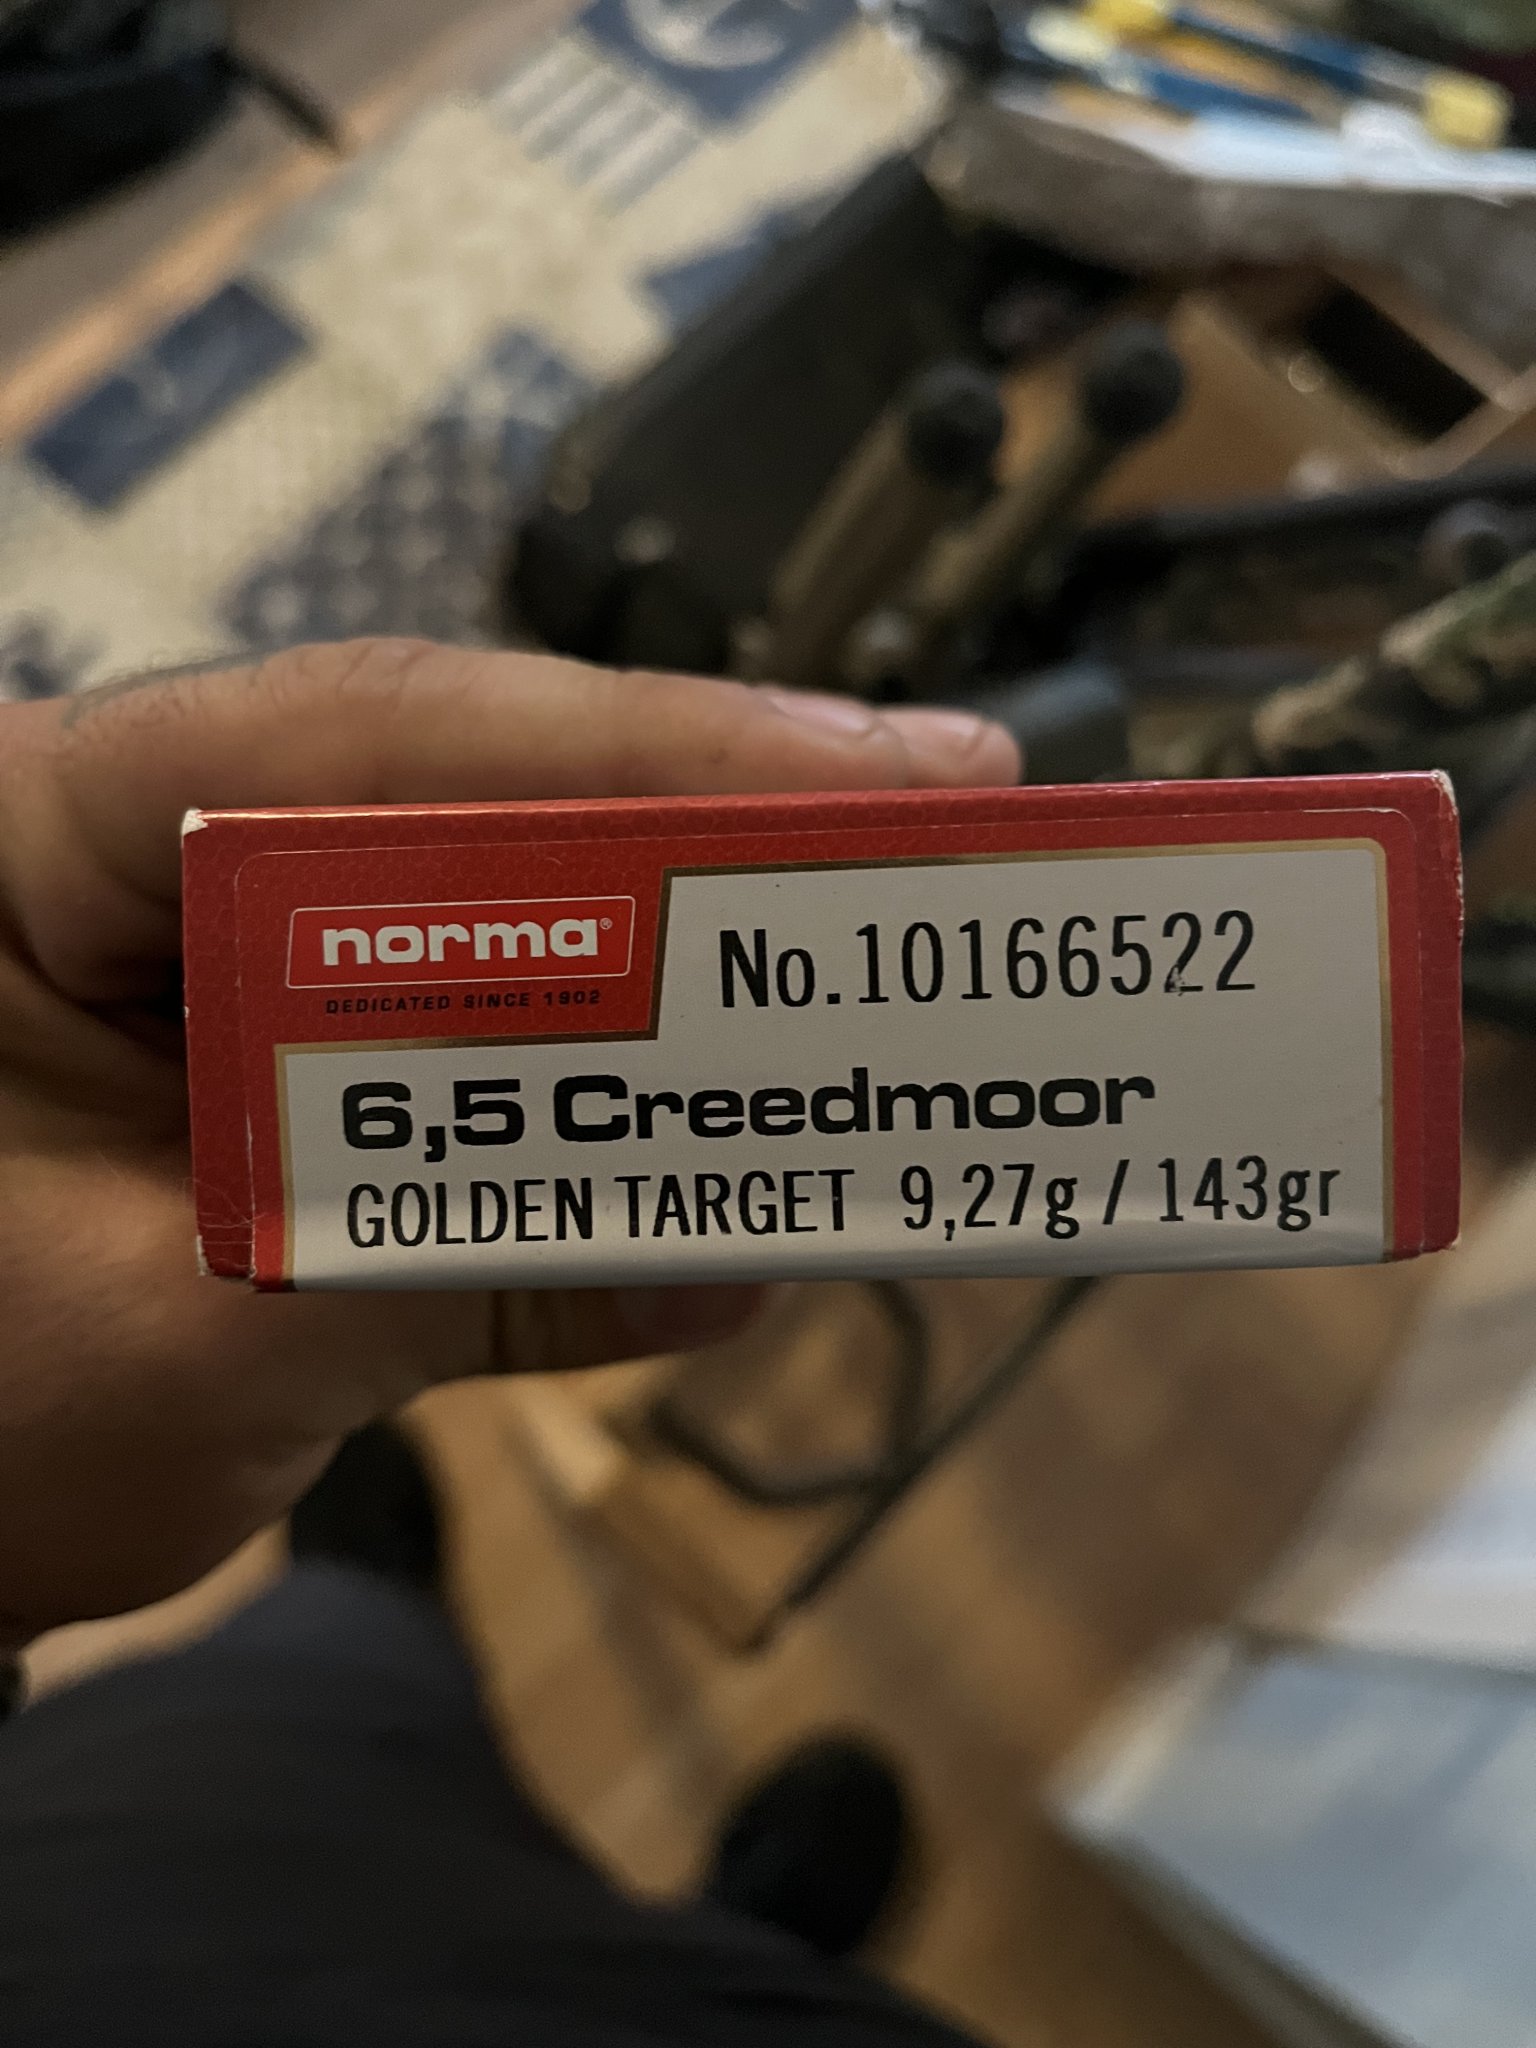 norma®
DEDICATED SINCE 1902
No.10166522
6,5 Creedmoor
GOLDEN TARGET 9,27g / 143gr